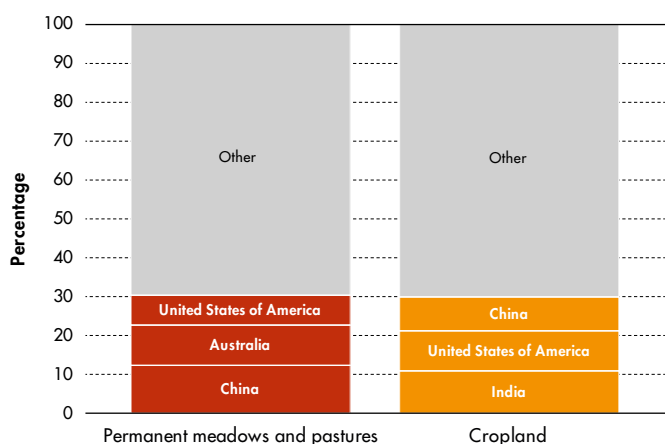 100
90
80
70
60
50
40
30
20
10
0
Percentage
Other
United States of America
Australia
China
Other
China
United States of America
India
Permanent meadows and pastures
Cropland